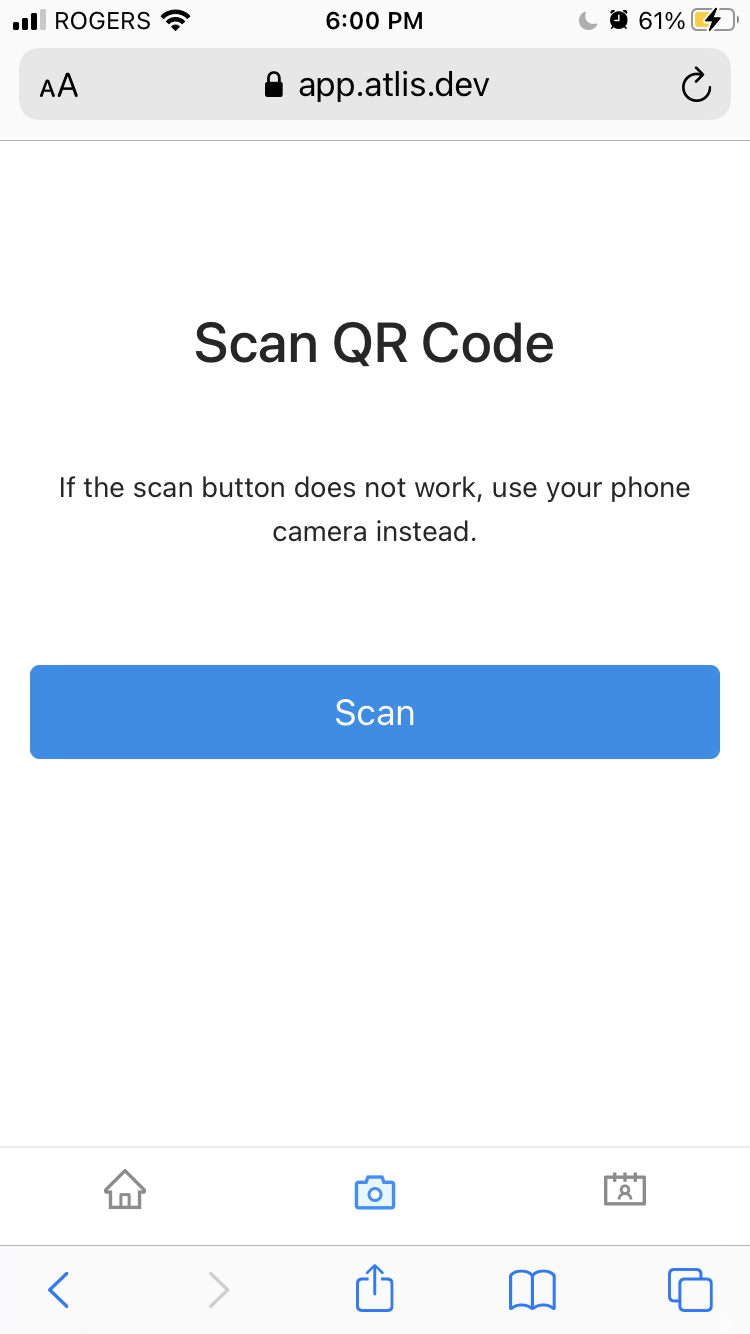 ROGERS 6:00 PM 61%
AA app.atlis.dev
Scan QR Code
If the scan button does not work, use your phone
camera instead.
Scan